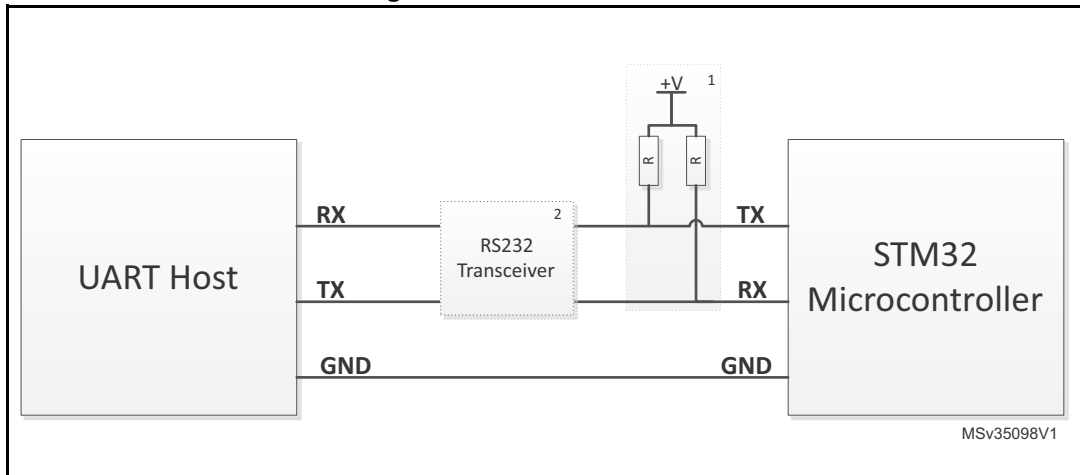 +V
1
R
R
RX
2
TX
UART Host
RS232
Transceiver
STM32
Microcontroller
TX
RX
GND
GND
MSv35098V1